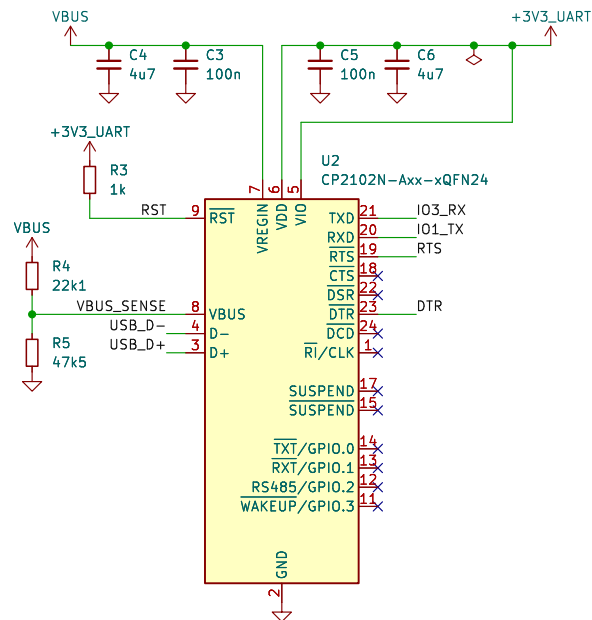 VBUS
+3V3_UART
C4
4u7
C3
100n
C5
100n
C6
4u7
+3V3_UART
R3
1k
U2
CP2102N-Axx-xQFN24
7
6
5
RST
9
RST
VREGIN
VDD
VIO
TXD
21
IO3_RX
RXD
20
IO1_TX
RTS
19
RTS
CTS
18
DSR
22
VBUS
R4
22k1
VBUS_SENSE
8
VBUS
DTR
23
DTR
USB_D-
4
D-
DCD
24
USB_D+
3
D+
RI/CLK
1
R5
47k5
SUSPEND
17
SUSPEND
15
TXT/GPIO.0
14
RXT/GPIO.1
13
RS485/GPIO.2
12
WAKEUP/GPIO.3
11
GND
2